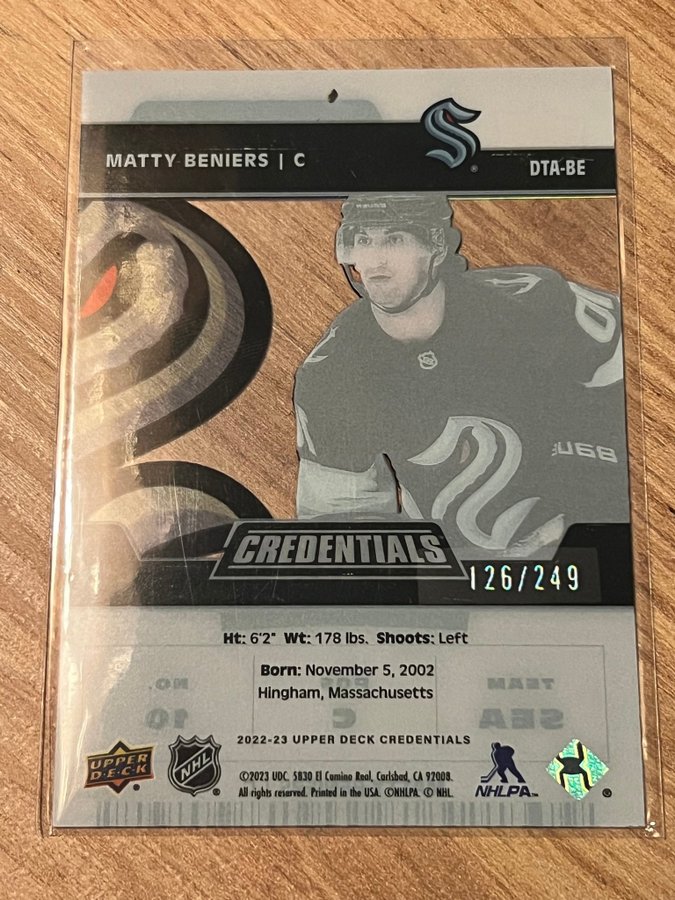 MATTY BENIERS | C
DTA-BE
CREDENTIALS
126/249
Ht: 6'2" Wt: 178 lbs. Shoots: Left
Born: November 5, 2002
Hingham, Massachusetts
NO. POS TEAM
10 C SEA
2022-23 UPPER DECK CREDENTIALS
UPPER DECK
NHL
©2023 UDC. 5830 El Camino Real, Carlsbad, CA 92008.
All rights reserved. Printed in the USA. ©NHLPA. © NHL.
NHLPA™